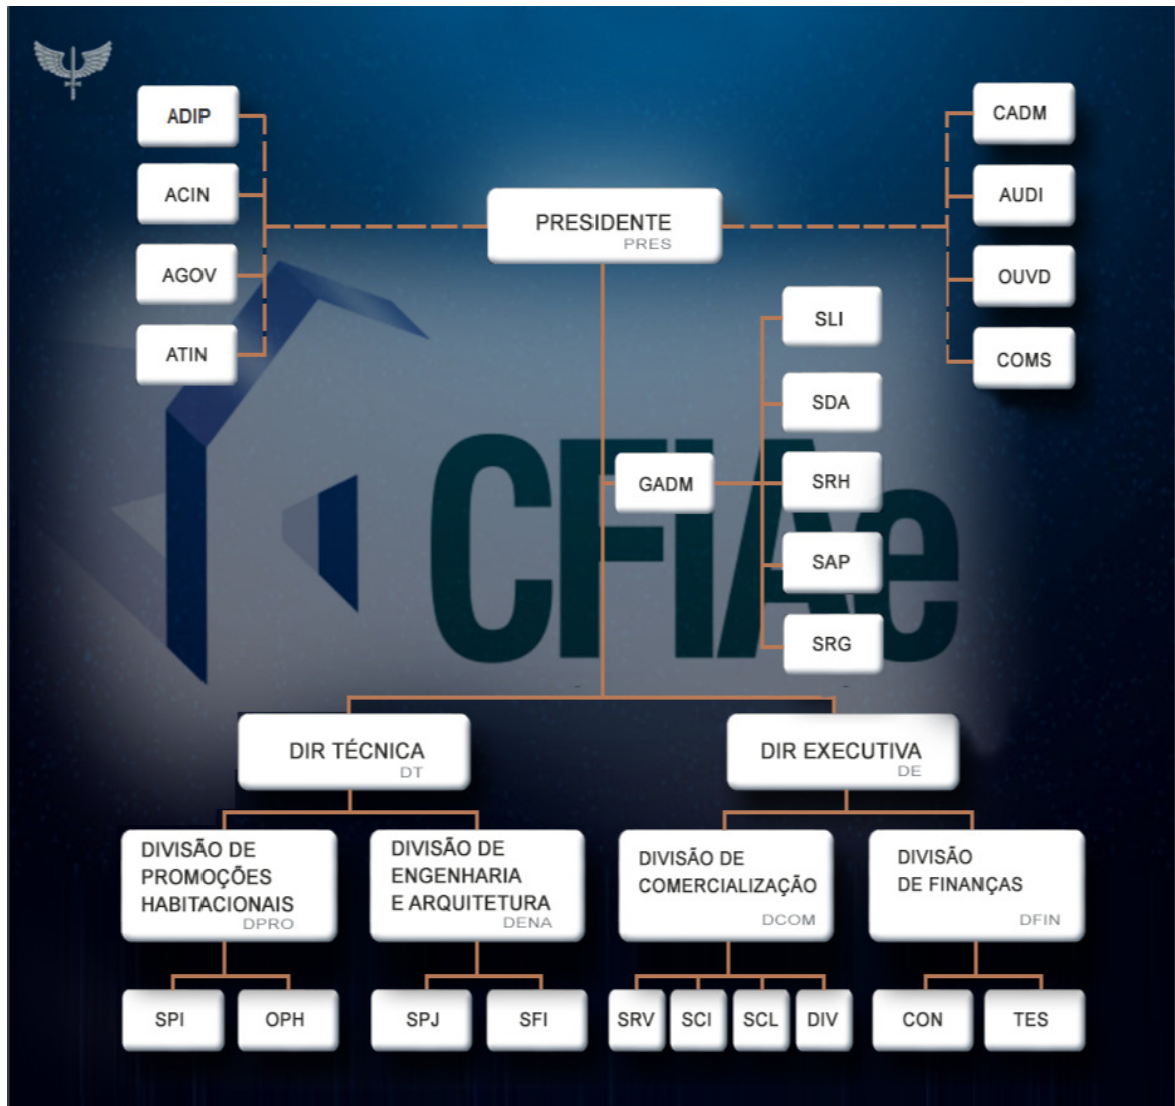 ADIP
ACIN
AGOV
ATIN
PRESIDENTE
PRES
CADM
AUDI
OUVD
COMS
SLI
SDA
GADM
SRH
SAP
SRG
CFIAe
DIR TÉCNICA
DT
DIR EXECUTIVA
DE
DIVISÃO DE
PROMOÇÕES
HABITACIONAIS
DPRO
DIVISÃO DE
ENGENHARIA
E ARQUITETURA
DENA
DIVISÃO DE
COMERCIALIZAÇÃO
DCOM
DIVISÃO
DE FINANÇAS
DFIN
SPI
OPH
SPJ
SFI
SRV
SCI
SCL
DIV
CON
TES